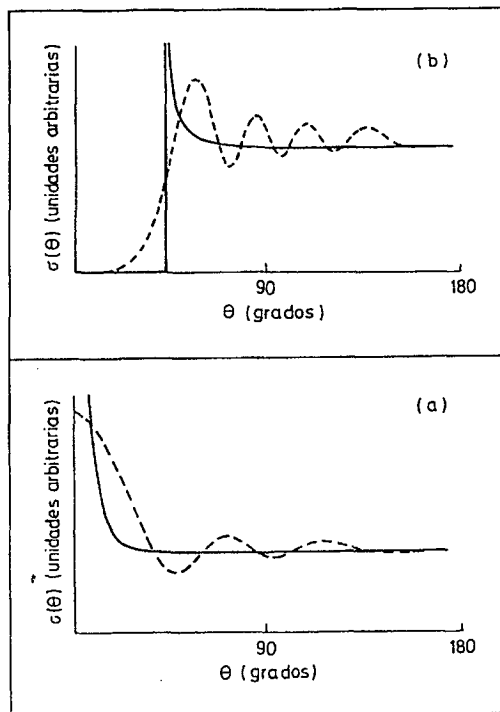 (b)
σ(θ) (unidades arbitrarias)
90
180
θ (grados)
(a)
σ(θ) (unidades arbitrarias)
90
180
θ (grados)